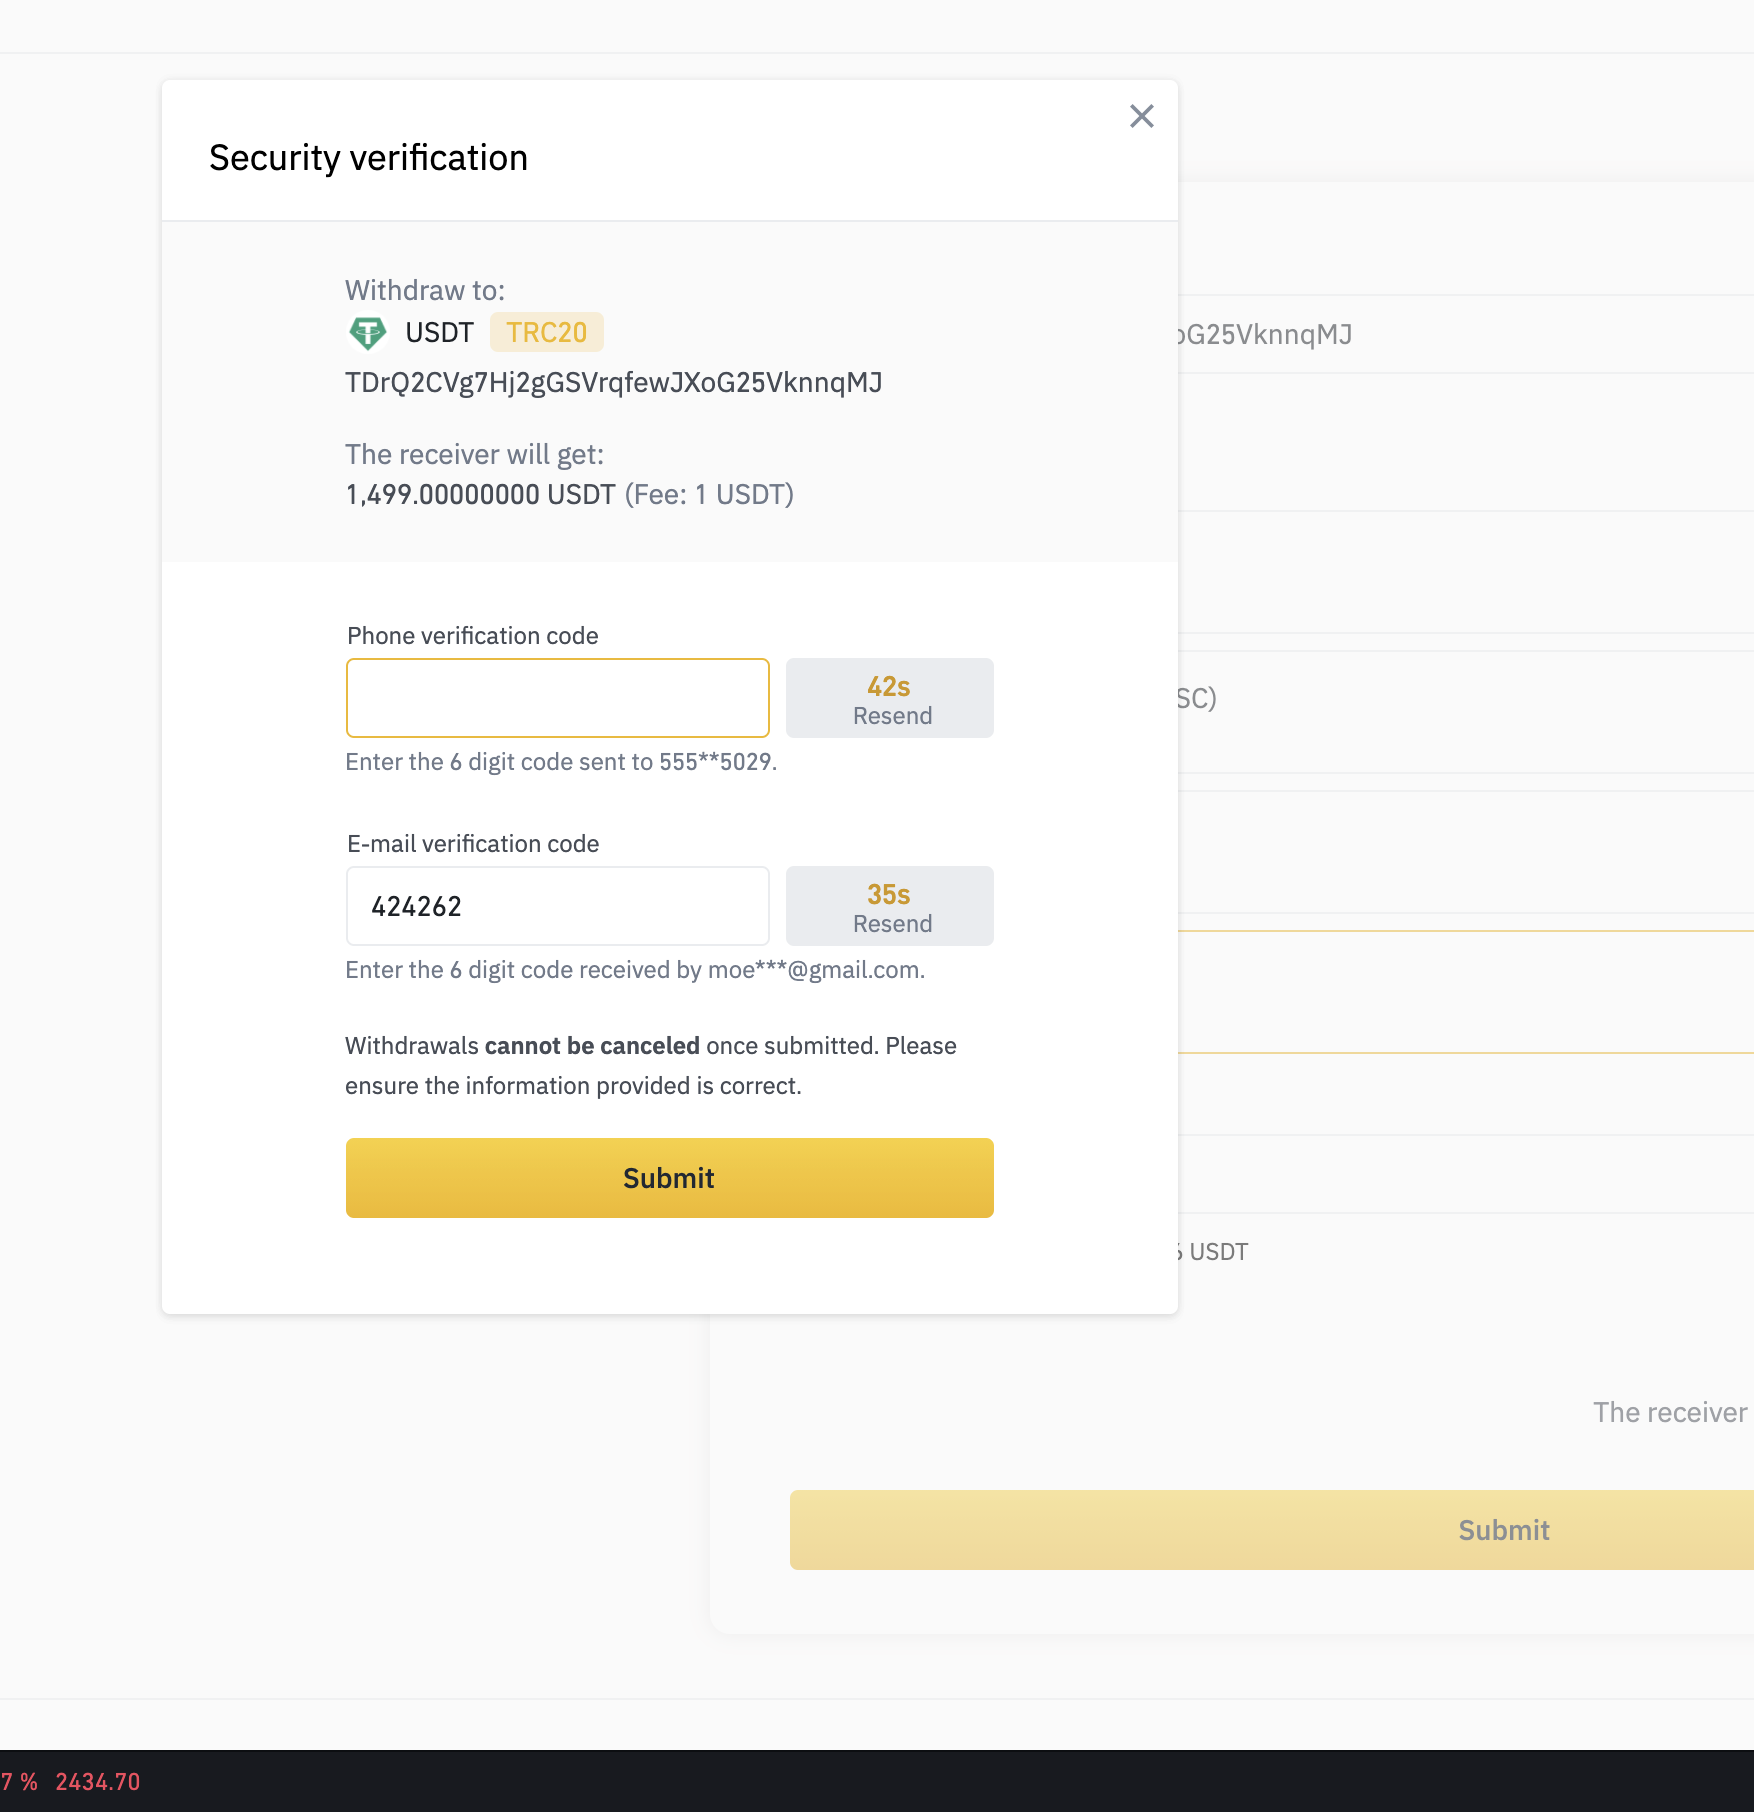 Security verification
Withdraw to:
USDT TRC20
TDrQ2CVg7Hj2gGSVrqfewJXoG25VknnqMJ
The receiver will get:
1,499.00000000 USDT (Fee: 1 USDT)
Phone verification code
42s
Resend
Enter the 6 digit code sent to 555**5029.
E-mail verification code
424262
35s
Resend
Enter the 6 digit code received by moe***@gmail.com.
Withdrawals cannot be canceled once submitted. Please
ensure the information provided is correct.
Submit
oG25VknnqMJ
SC)
USDT
The receiver
Submit
7 % 2434.70